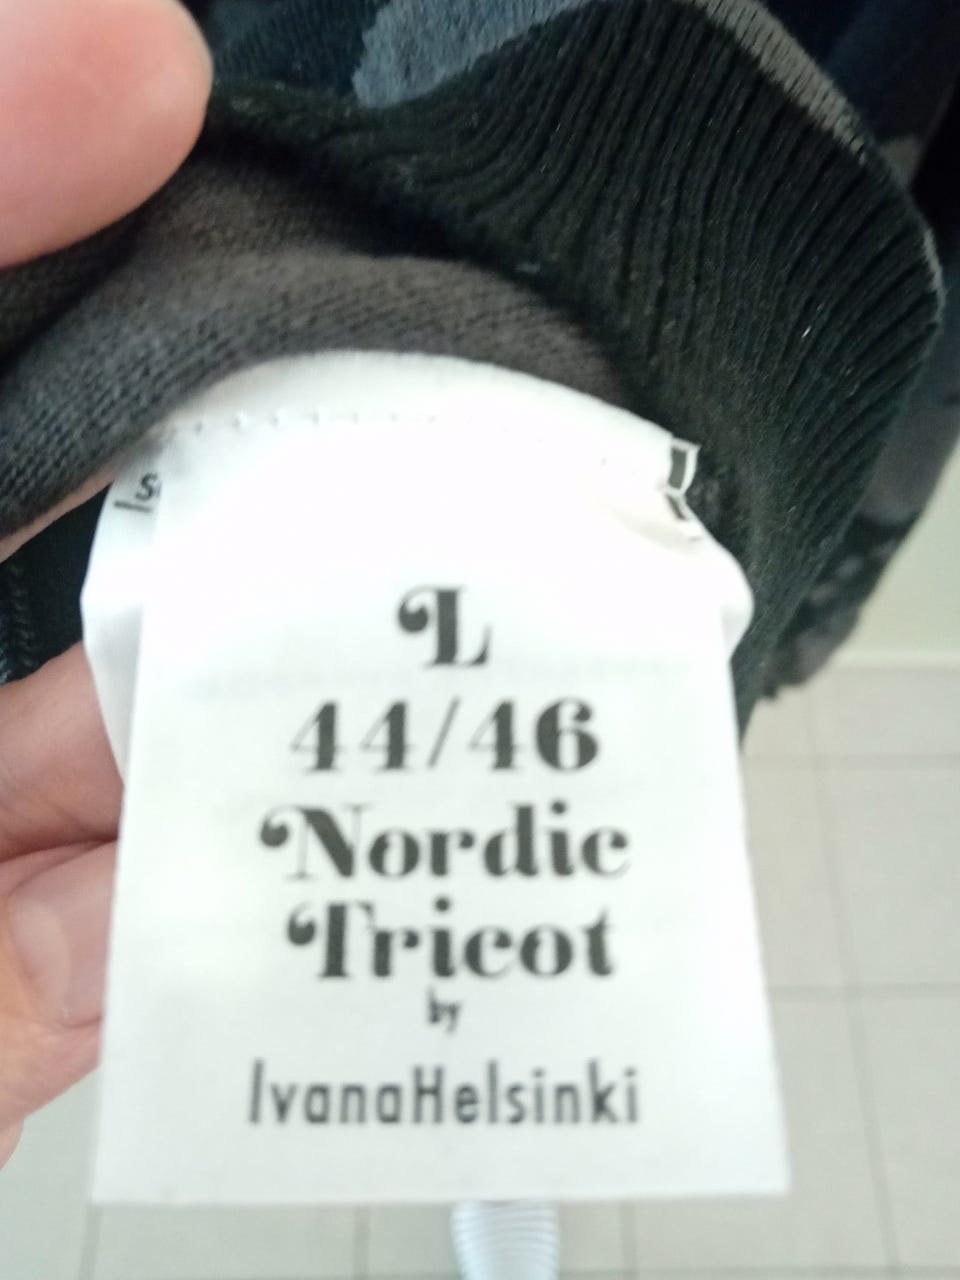 L
44/46
Nordic
Tricot
by
IvanaHelsinki